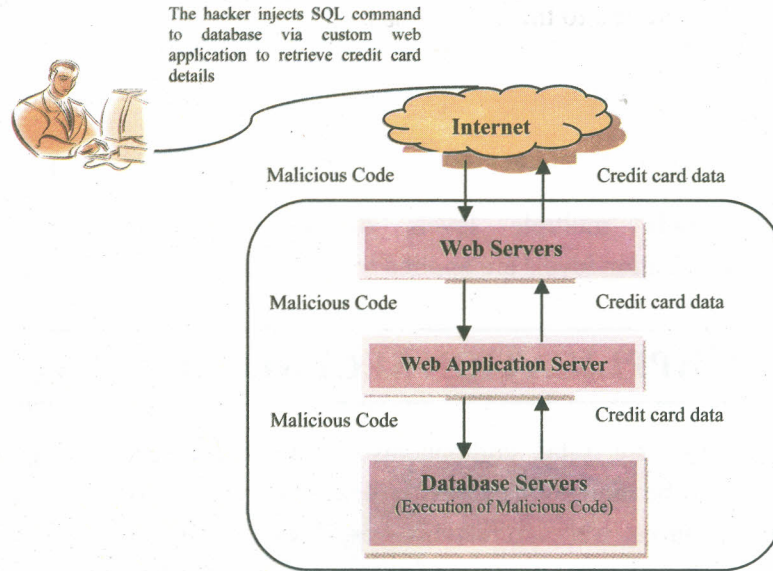 The hacker injects SQL command
to database via custom web
application to retrieve credit card
details
Internet
Malicious Code
Credit card data
Web Servers
Malicious Code
Credit card data
Web Application Server
Malicious Code
Credit card data
Database Servers
(Execution of Malicious Code)